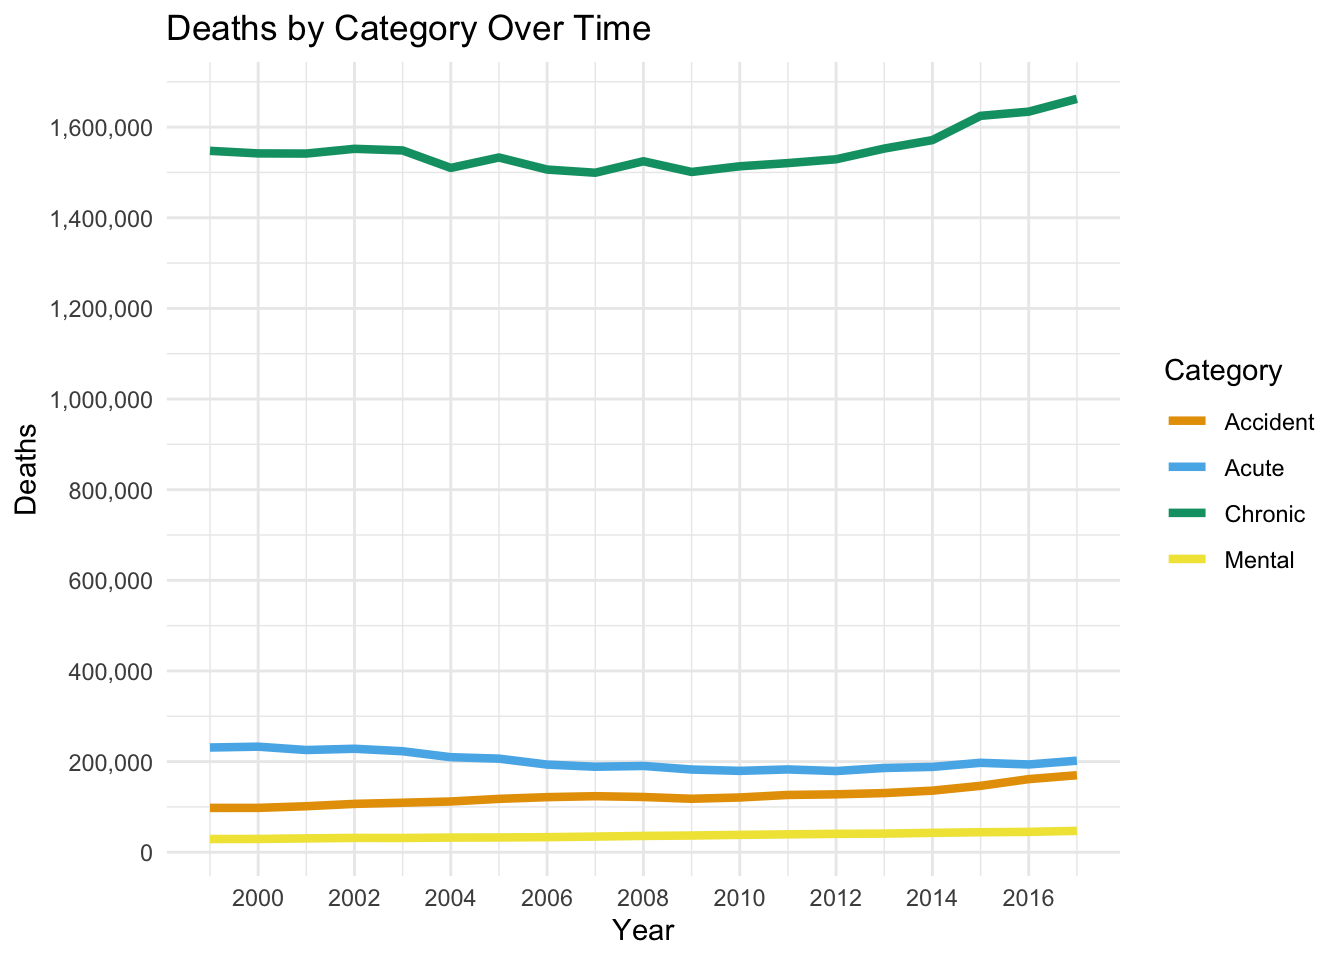 Deaths by Category Over Time
1,600,000
1,400,000
1,200,000
1,000,000
800,000
600,000
400,000
200,000
0
Deaths
2000 2002 2004 2006 2008 2010 2012 2014 2016
Year
Category
Accident
Acute
Chronic
Mental